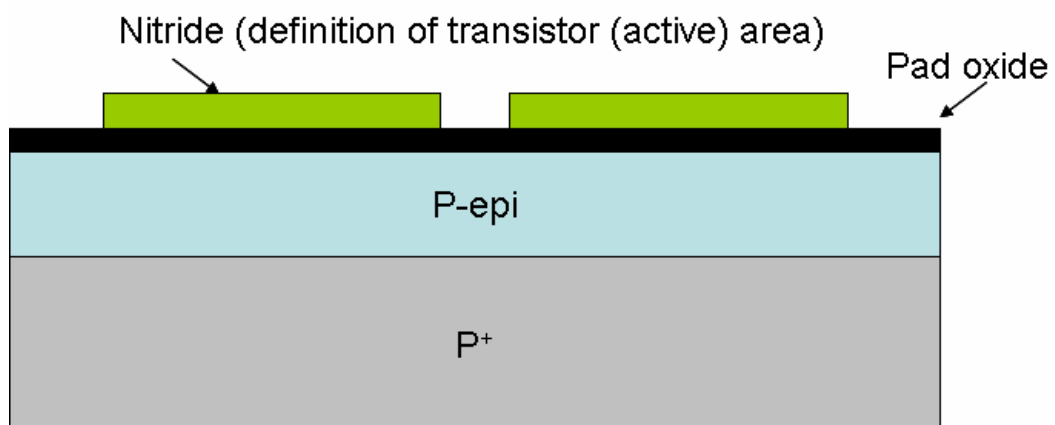 Nitride (definition of transistor (active) area)
Pad oxide
P-epi
P⁺